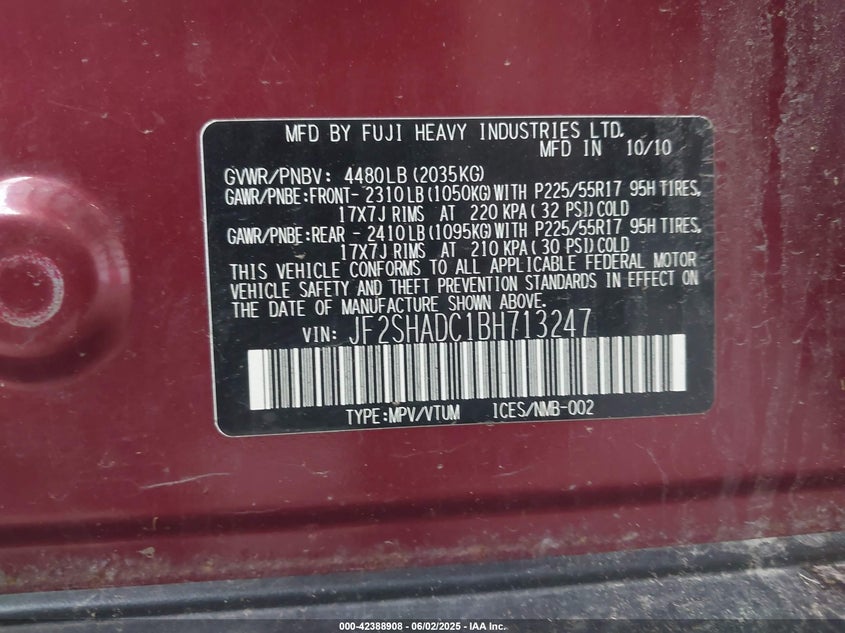 MFD BY FUJI HEAVY INDUSTRIES LTD.
MFD IN 10/10
GVWR/PNBV: 4480LB (2035KG)
GAWR/PNBE:FRONT- 2310LB (1050KG) WITH P225/55R17 95H TIRES,
17X7J RIMS AT 220 KPA ( 32 PSI) COLD
GAWR/PNBE:REAR - 2410LB (1095KG) WITH P225/55R17 95H TIRES,
17X7J RIMS AT 210 KPA ( 30 PSI) COLD
THIS VEHICLE CONFORMS TO ALL APPLICABLE FEDERAL MOTOR
VEHICLE SAFETY AND THEFT PREVENTION STANDARDS IN EFFECT ON
THE DATE OF MANUFACTURE SHOWN ABOVE.
VIN: JF2SHADC1BH713247
TYPE:MPV/VTUM ICES/NMB-002
000-42388908 - 06/02/2025 - IAA Inc.